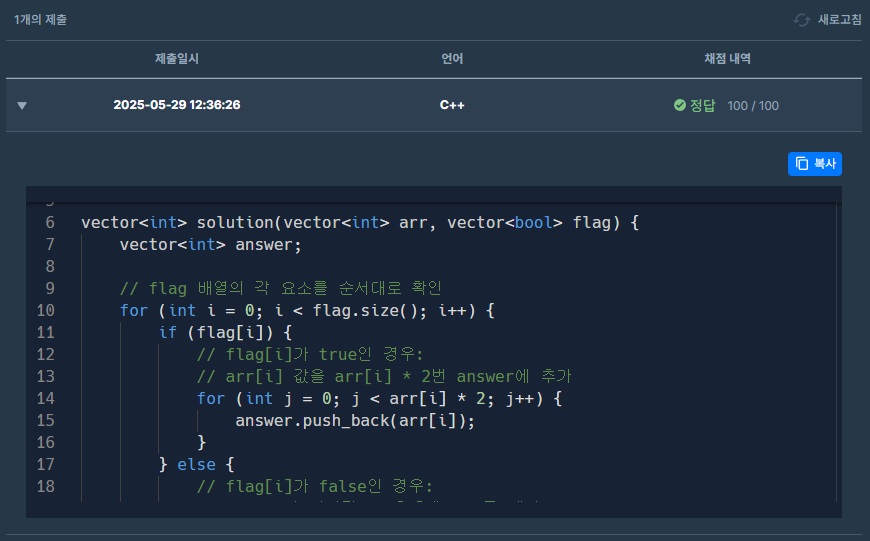 1개의 제출 새로고침
제출일시 언어 채점 내역
2025-05-29 12:36:26 C++ 정답 100 / 100
복사
6 vector<int> solution(vector<int> arr, vector<bool> flag) {
7 vector<int> answer;
8
9 // flag 배열의 각 요소를 순서대로 확인
10 for (int i = 0; i < flag.size(); i++) {
11 if (flag[i]) {
12 // flag[i]가 true인 경우:
13 // arr[i] 값을 arr[i] * 2번 answer에 추가
14 for (int j = 0; j < arr[i] * 2; j++) {
15 answer.push_back(arr[i]);
16 }
17 } else {
18 // flag[i]가 false인 경우: